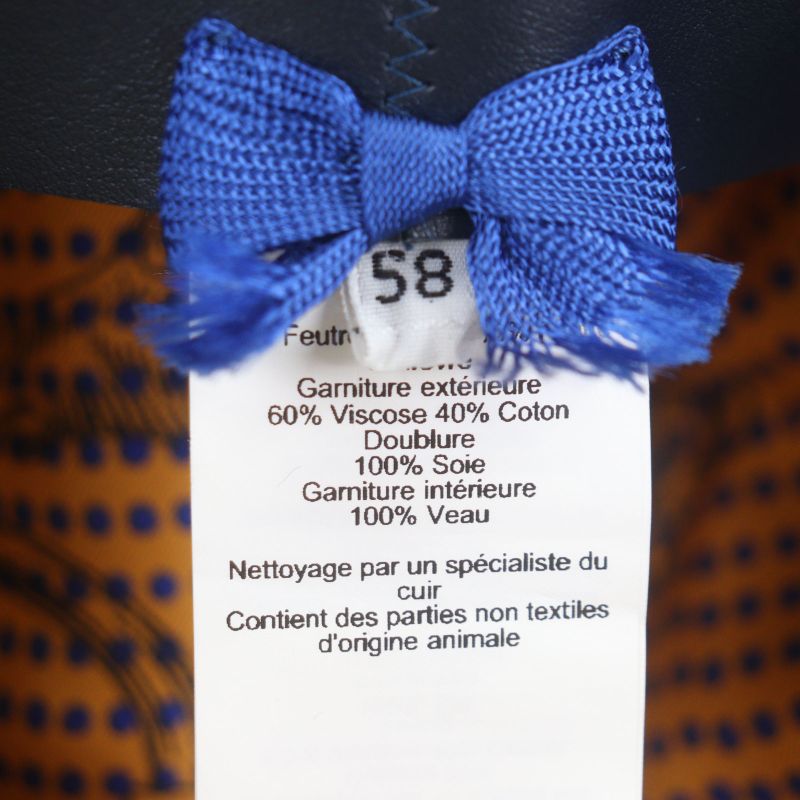 58
Garniture extérieure
60% Viscose 40% Coton
Doublure
100% Soie
Garniture intérieure
100% Veau
Nettoyage par un spécialiste du
cuir
Contient des parties non textiles
d'origine animale